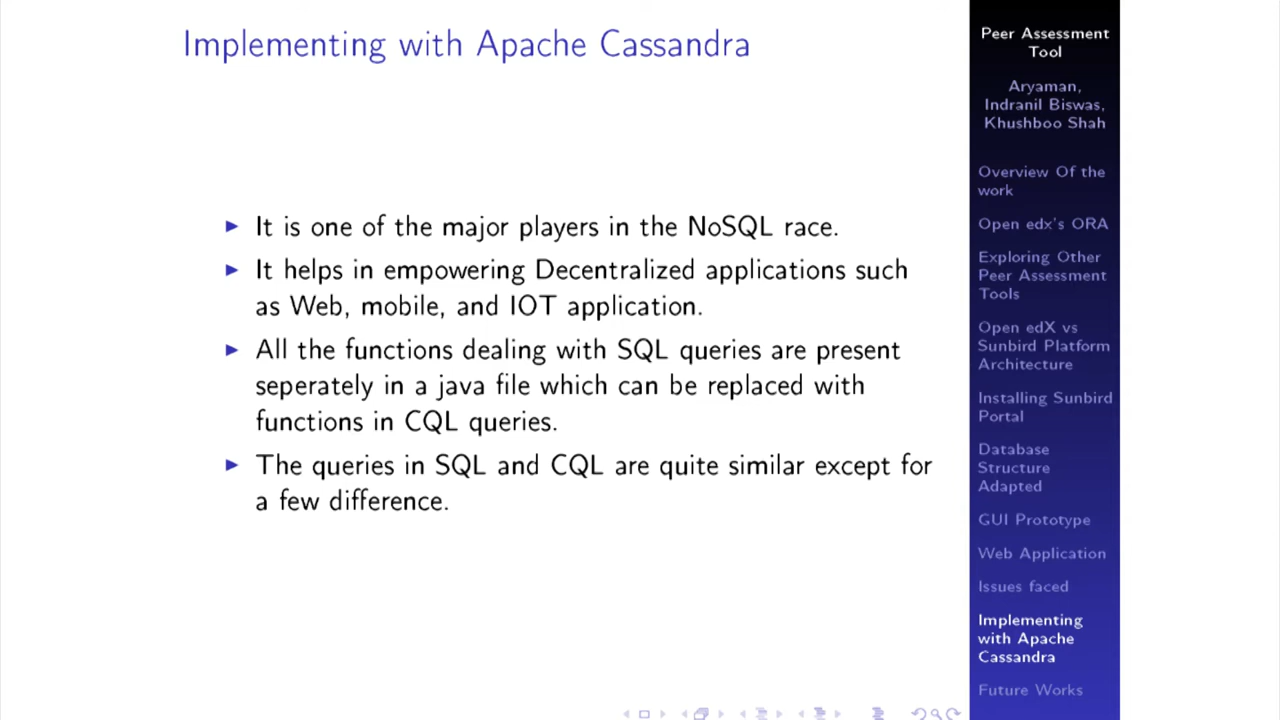 Implementing with Apache Cassandra
It is one of the major players in the NoSQL race.
It helps in empowering Decentralized applications such
as Web, mobile, and IOT application.
All the functions dealing with SQL queries are present
seperately in a java file which can be replaced with
functions in CQL queries.
The queries in SQL and CQL are quite similar except for
a few difference.
Peer Assessment
Tool
Aryaman,
Indranil Biswas,
Khushboo Shah
Overview Of the
work
Open edx's ORA
Exploring Other
Peer Assessment
Tools
Open edX vs
Sunbird Platform
Architecture
Installing Sunbird
Portal
Database
Structure
Adapted
GUI Prototype
Web Application
Issues faced
Implementing
with Apache
Cassandra
Future Works